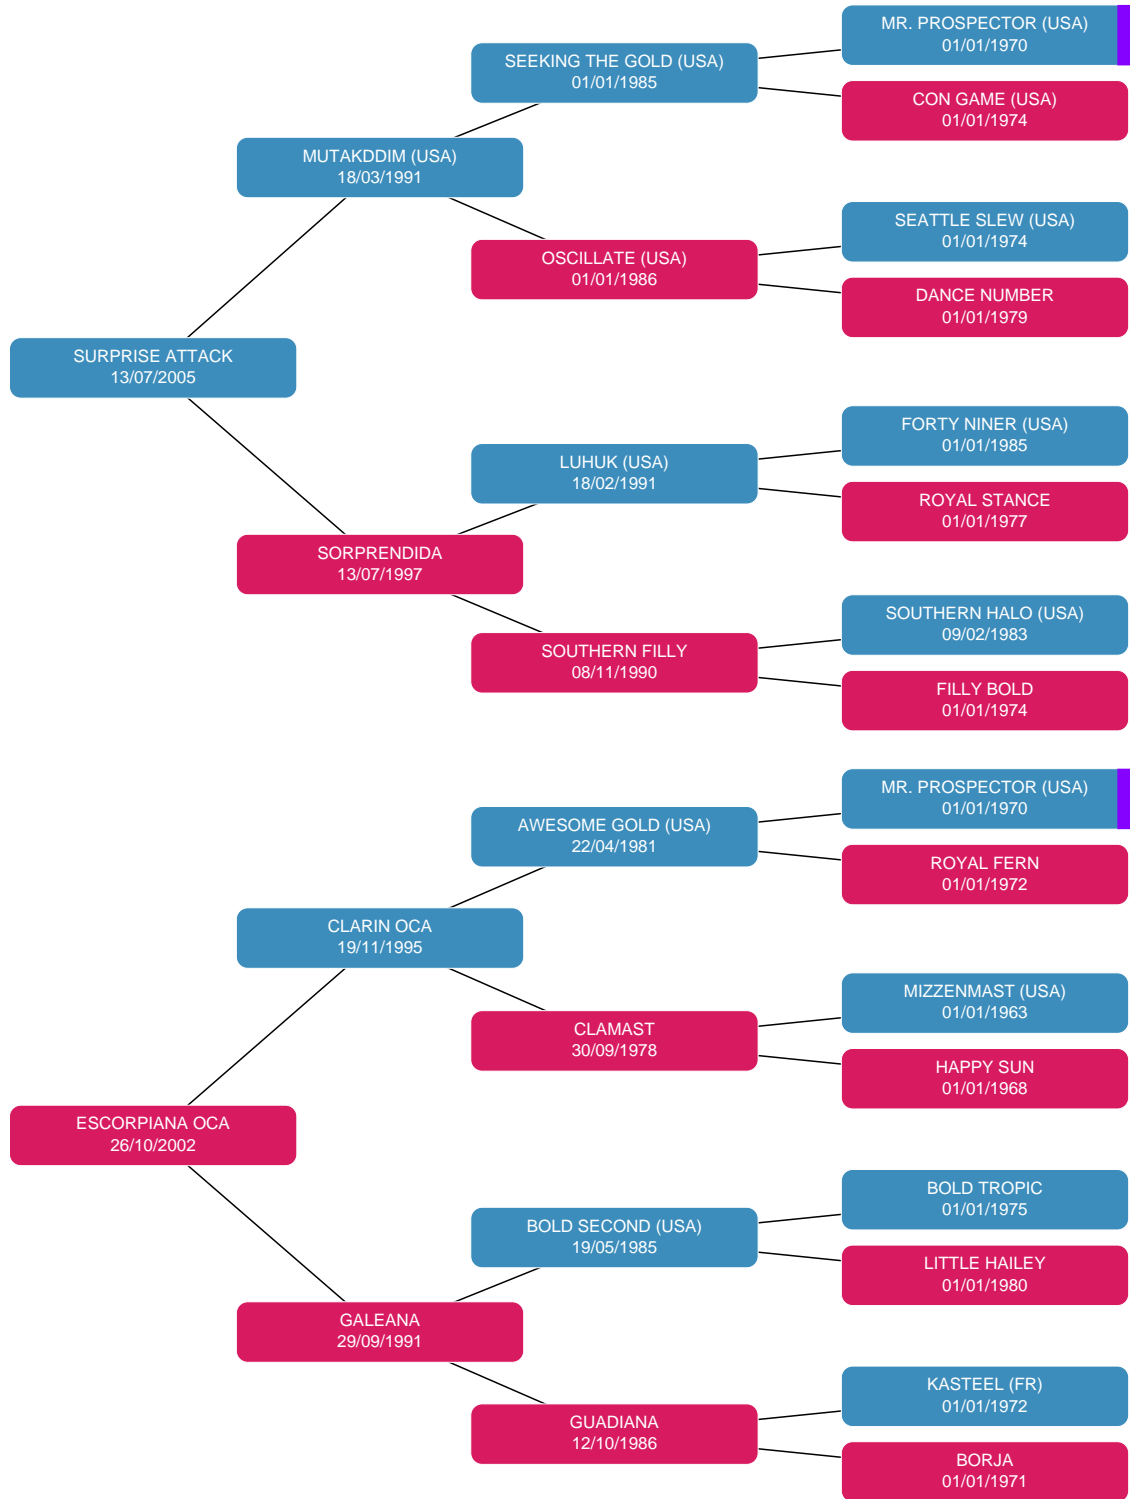 MR. PROSPECTOR (USA)
01/01/1970
SEEKING THE GOLD (USA)
01/01/1985
CON GAME (USA)
01/01/1974
MUTAKDDIM (USA)
18/03/1991
SEATTLE SLEW (USA)
01/01/1974
OSCILLATE (USA)
01/01/1986
DANCE NUMBER
01/01/1979
SURPRISE ATTACK
13/07/2005
FORTY NINER (USA)
01/01/1985
LUHUK (USA)
18/02/1991
ROYAL STANCE
01/01/1977
SORPRENDIDA
13/07/1997
SOUTHERN HALO (USA)
09/02/1983
SOUTHERN FILLY
08/11/1990
FILLY BOLD
01/01/1974
MR. PROSPECTOR (USA)
01/01/1970
AWESOME GOLD (USA)
22/04/1981
ROYAL FERN
01/01/1972
CLARIN OCA
19/11/1995
MIZZENMAST (USA)
01/01/1963
CLAMAST
30/09/1978
HAPPY SUN
01/01/1968
ESCORPIANA OCA
26/10/2002
BOLD TROPIC
01/01/1975
BOLD SECOND (USA)
19/05/1985
LITTLE HAILEY
01/01/1980
GALEANA
29/09/1991
KASTEEL (FR)
01/01/1972
GUADIANA
12/10/1986
BORJA
01/01/1971